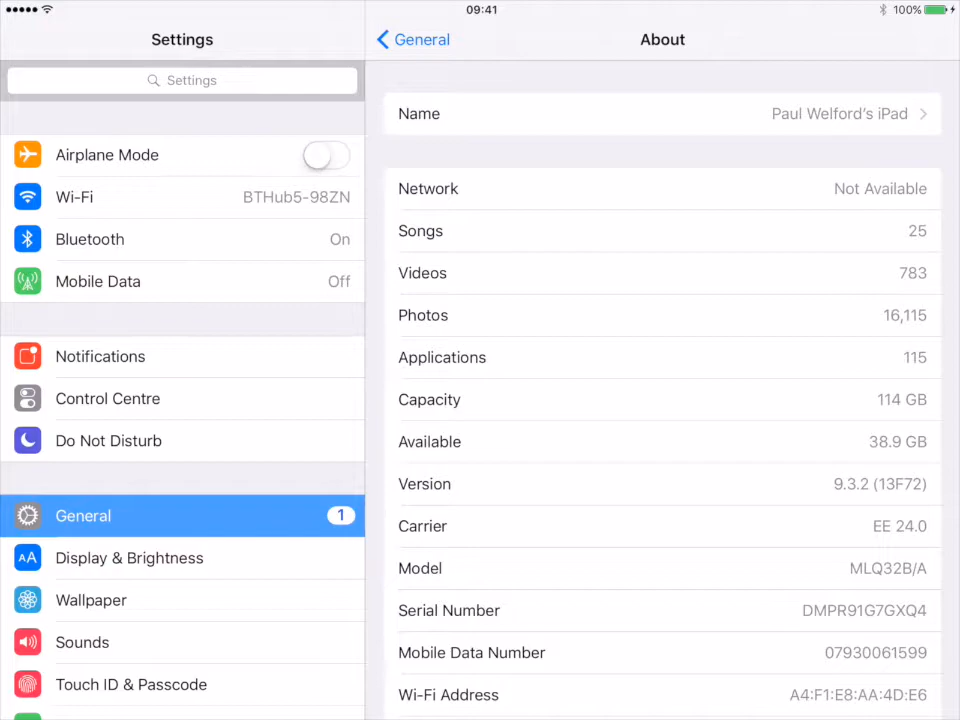 09:41
100%
Settings
Settings
Airplane Mode
Wi-Fi BTHub5-98ZN
Bluetooth On
Mobile Data Off
Notifications
Control Centre
Do Not Disturb
General 1
AA Display & Brightness
Wallpaper
Sounds
Touch ID & Passcode
General
About
Name Paul Welford's iPad
Network Not Available
Songs 25
Videos 783
Photos 16,115
Applications 115
Capacity 114 GB
Available 38.9 GB
Version 9.3.2 (13F72)
Carrier EE 24.0
Model MLQ32B/A
Serial Number DMPR91G7GXQ4
Mobile Data Number 07930061599
Wi-Fi Address A4:F1:E8:AA:4D:E6